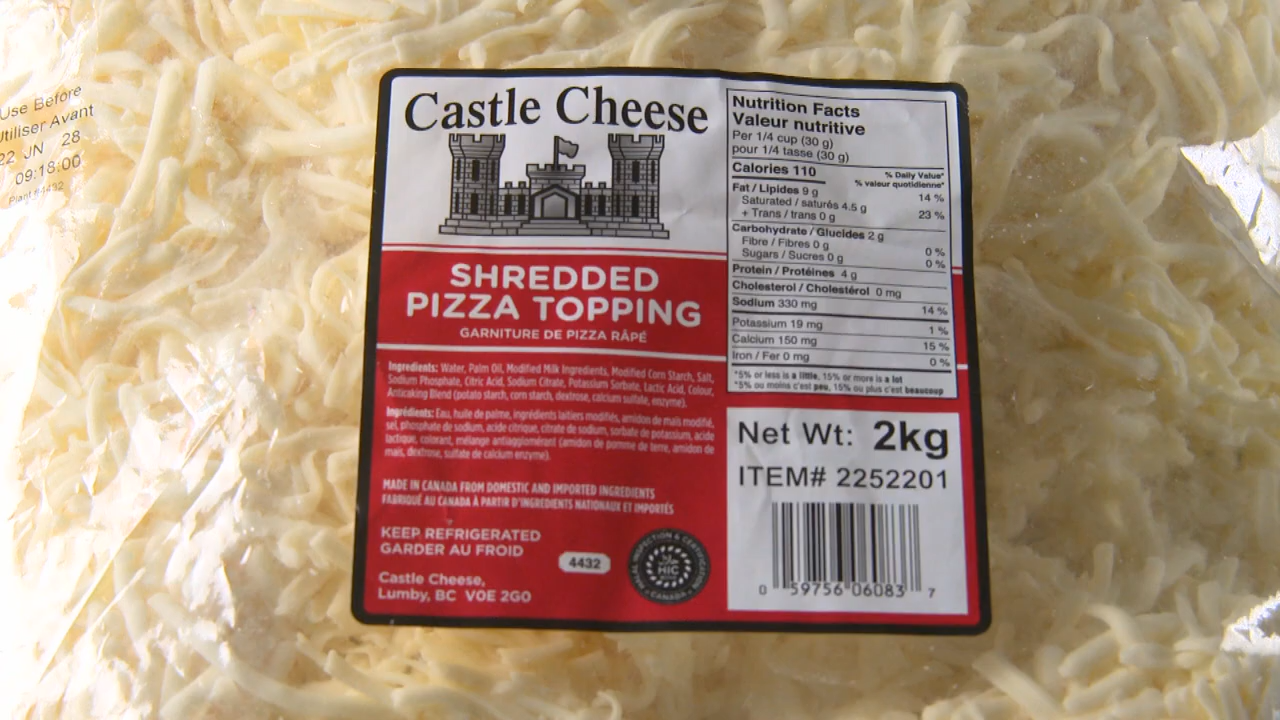 Use Before
Utiliser Avant
22 JN 28
09:18:00
Plant #4432
Castle Cheese
SHREDDED
PIZZA TOPPING
GARNITURE DE PIZZA RÂPÉ
Ingredients: Water, Palm Oil, Modified Milk Ingredients, Modified Corn Starch, Salt,
Sodium Phosphate, Citric Acid, Sodium Citrate, Potassium Sorbate, Lactic Acid, Colour,
Anticaking Blend (potato starch, corn starch, dextrose, calcium sulfate, enzyme).
Ingrédients: Eau, huile de palme, ingrédients laitiers modifiés, amidon de maïs modifié,
sel, phosphate de sodium, acide citrique, citrate de sodium, sorbate de potassium, acide
lactique, colorant, mélange antiagglomérant (amidon de pomme de terre, amidon de
maïs, dextrose, sulfate de calcium enzyme).
MADE IN CANADA FROM DOMESTIC AND IMPORTED INGREDIENTS
FABRIQUÉ AU CANADA À PARTIR D'INGREDIENTS NATIONAUX ET IMPORTÉS
KEEP REFRIGERATED
GARDER AU FROID
4432
Castle Cheese,
Lumby, BC V0E 2G0
HALAL INSPECTION & CERTIFICATION
HIC
CANADA
Nutrition Facts
Valeur nutritive
Per 1/4 cup (30 g)
pour 1/4 tasse (30 g)
Calories 110
% Daily Value*
% valeur quotidienne*
Fat / Lipides 9 g 14 %
Saturated / saturés 4.5 g
+ Trans / trans 0 g 23 %
Carbohydrate / Glucides 2 g
Fibre / Fibres 0 g 0 %
Sugars / Sucres 0 g 0 %
Protein / Protéines 4 g
Cholesterol / Cholestérol 0 mg
Sodium 330 mg 14 %
Potassium 19 mg 1 %
Calcium 150 mg 15 %
Iron / Fer 0 mg 0 %
*5% or less is a little, 15% or more is a lot
*5% ou moins c'est peu, 15% ou plus c'est beaucoup
Net Wt: 2kg
ITEM# 2252201
0 59756 06083 7